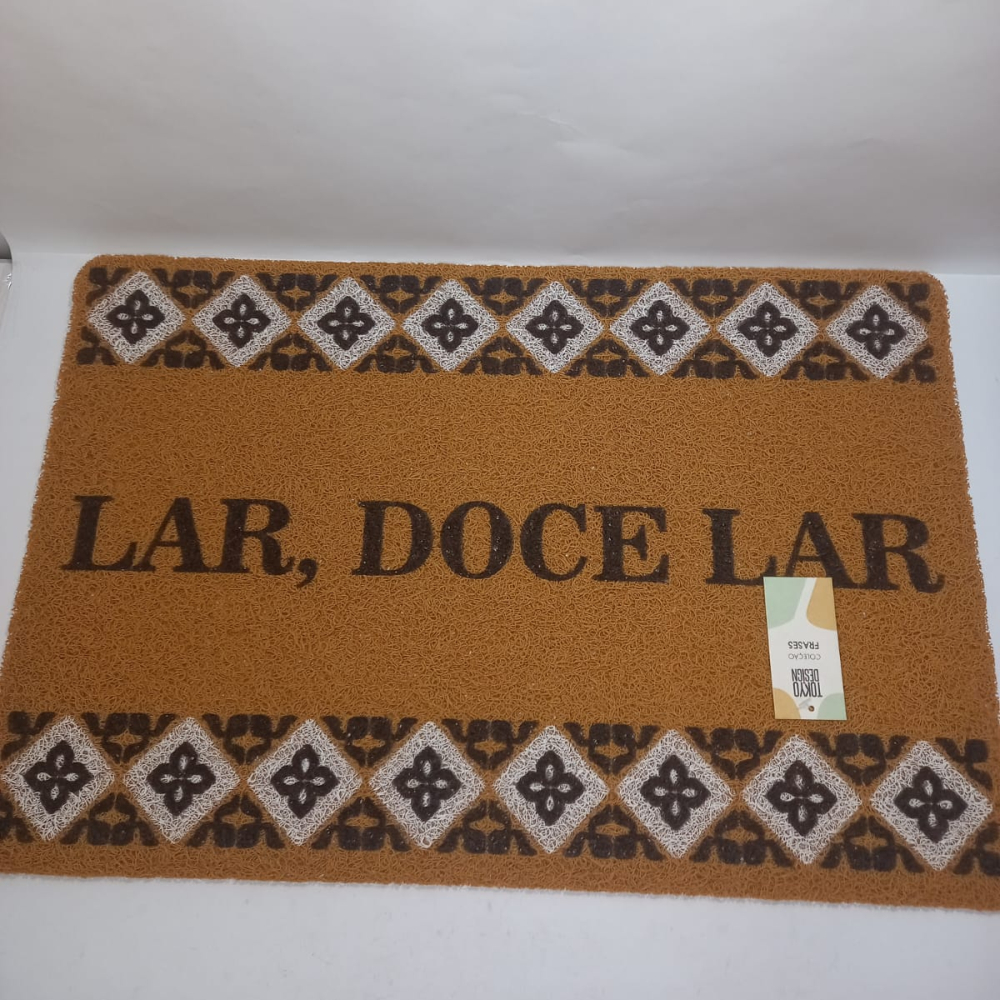 LAR, DOCE LAR
TOKYO
DESIGN
COLEÇÃO
FRASES